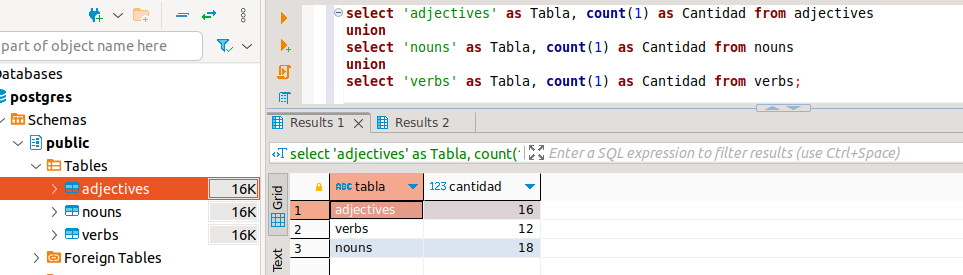 part of object name here
Databases
postgres
Schemas
public
Tables
adjectives 16K
nouns 16K
verbs 16K
Foreign Tables
select 'adjectives' as Tabla, count(1) as Cantidad from adjectives
union
select 'nouns' as Tabla, count(1) as Cantidad from nouns
union
select 'verbs' as Tabla, count(1) as Cantidad from verbs;
Results 1 Results 2
select 'adjectives' as Tabla, count( Enter a SQL expression to filter results (use Ctrl+Space)
Grid
Text
ABC tabla 123 cantidad
1 adjectives 16
2 verbs 12
3 nouns 18